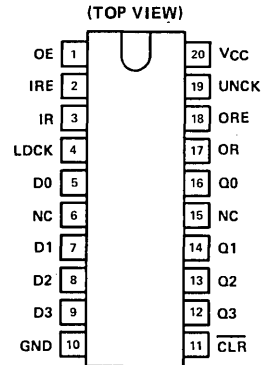 (TOP VIEW)
OE 1 20 VCC
IRE 2 19 UNCK
IR 3 18 ORE
LDCK 4 17 OR
D0 5 16 Q0
NC 6 15 NC
D1 7 14 Q1
D2 8 13 Q2
D3 9 12 Q3
GND 10 11 C̅L̅R̅